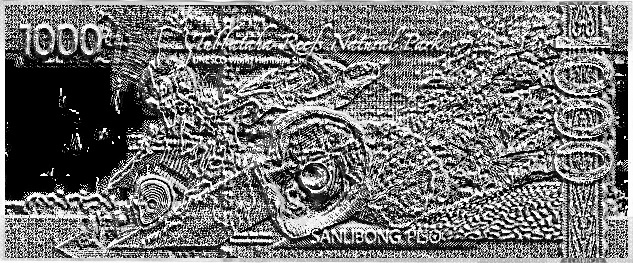 1000
Tubbataha Reefs Natural Park
UNESCO World Heritage Site
1000
SANLIBONG PISO